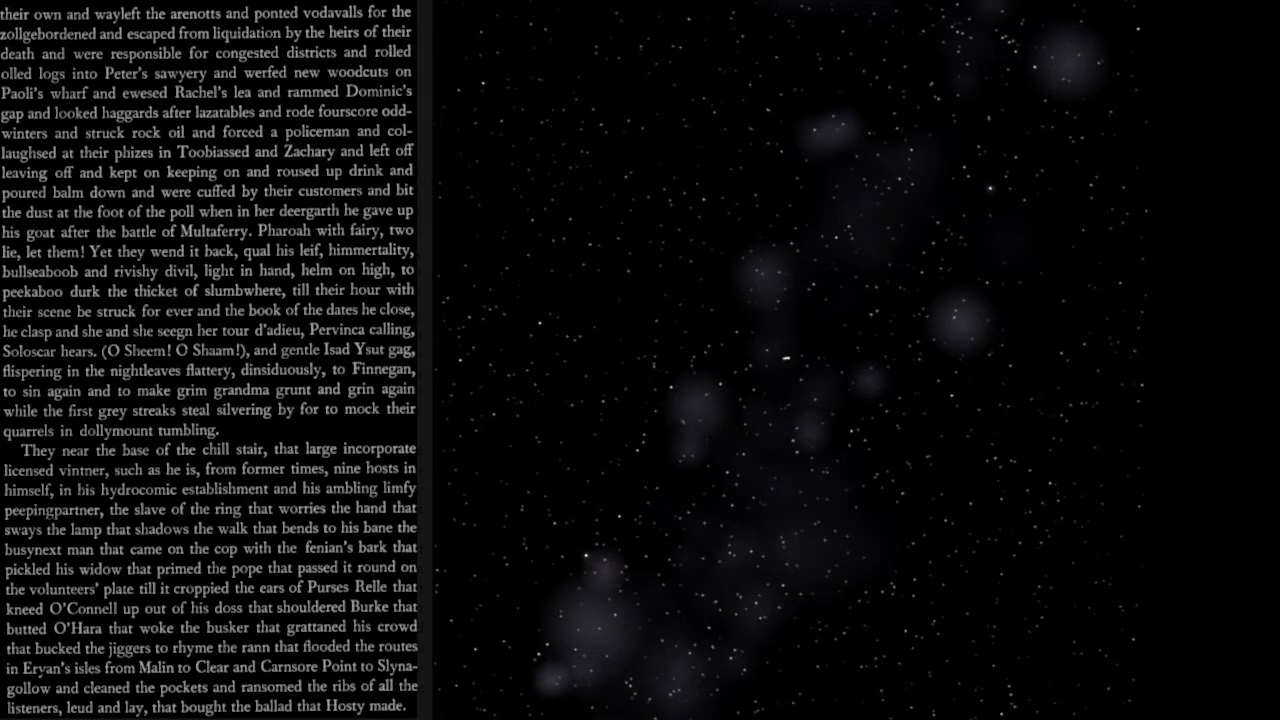 their own and wayleft the arenotts and ponted vodavalls for the
zollgebordened and escaped from liquidation by the heirs of their
death and were responsible for congested districts and rolled
olled logs into Peter's sawyery and werfed new woodcuts on
Paoli's wharf and ewesed Rachel's lea and rammed Dominic's
gap and looked haggards after lazatables and rode fourscore odd-
winters and struck rock oil and forced a policeman and col-
laughsed at their phizes in Toobiassed and Zachary and left off
leaving off and kept on keeping on and roused up drink and
poured balm down and were cuffed by their customers and bit
the dust at the foot of the poll when in her deergarth he gave up
his goat after the battle of Multaferry. Pharoah with fairy, two
lie, let them! Yet they wend it back, qual his leif, himmertality,
bullseaboob and rivishy divil, light in hand, helm on high, to
peekaboo durk the thicket of slumbwhere, till their hour with
their scene be struck for ever and the book of the dates he close,
he clasp and she and she seegn her tour d'adieu, Pervinca calling,
Soloscar hears. (O Sheem! O Shaam!), and gentle Isad Ysut gag,
flispering in the nightleaves flattery, dinsiduously, to Finnegan,
to sin again and to make grim grandma grunt and grin again
while the first grey streaks steal silvering by for to mock their
quarrels in dollymount tumbling.
They near the base of the chill stair, that large incorporate
licensed vintner, such as he is, from former times, nine hosts in
himself, in his hydrocomic establishment and his ambling limfy
peepingpartner, the slave of the ring that worries the hand that
sways the lamp that shadows the walk that bends to his bane the
busynext man that came on the cop with the fenian's bark that
pickled his widow that primed the pope that passed it round on
the volunteers' plate till it croppied the ears of Purses Relle that
kneed O'Connell up out of his doss that shouldered Burke that
butted O'Hara that woke the busker that grattaned his crowd
that bucked the jiggers to rhyme the rann that flooded the routes
in Eryan's isles from Malin to Clear and Carnsore Point to Slyna-
gollow and cleaned the pockets and ransomed the ribs of all the
listeners, leud and lay, that bought the ballad that Hosty made.